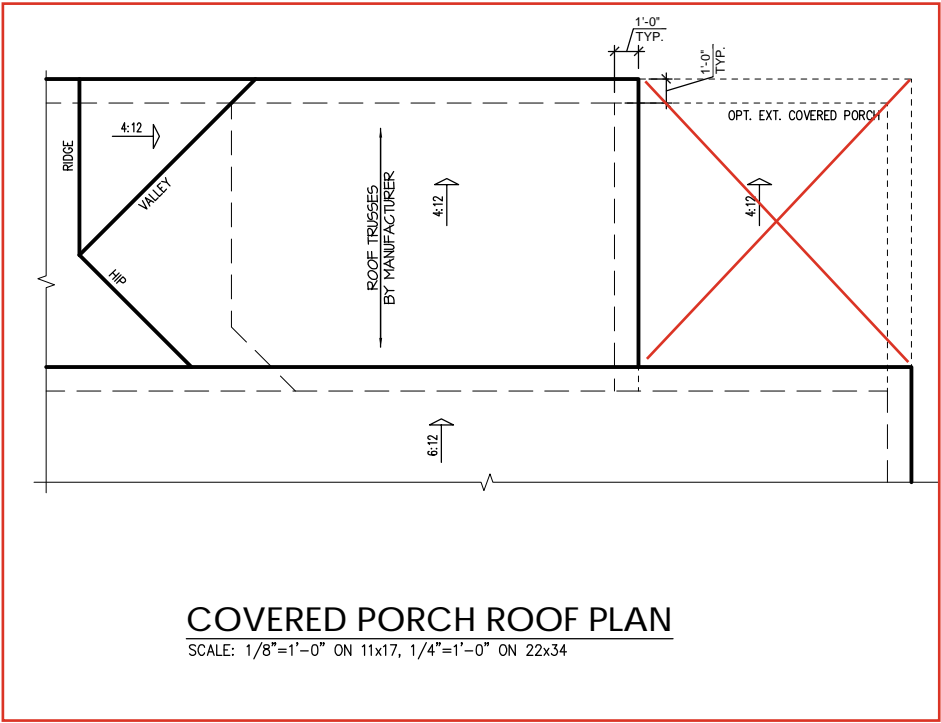 1'-0"
TYP.
1'-0"
TYP.
OPT. EXT. COVERED PORCH
4:12
RIDGE
VALLEY
HIP
ROOF TRUSSES
BY MANUFACTURER
4:12
4:12
6:12
COVERED PORCH ROOF PLAN
SCALE: 1/8"=1'-0" ON 11x17, 1/4"=1'-0" ON 22x34